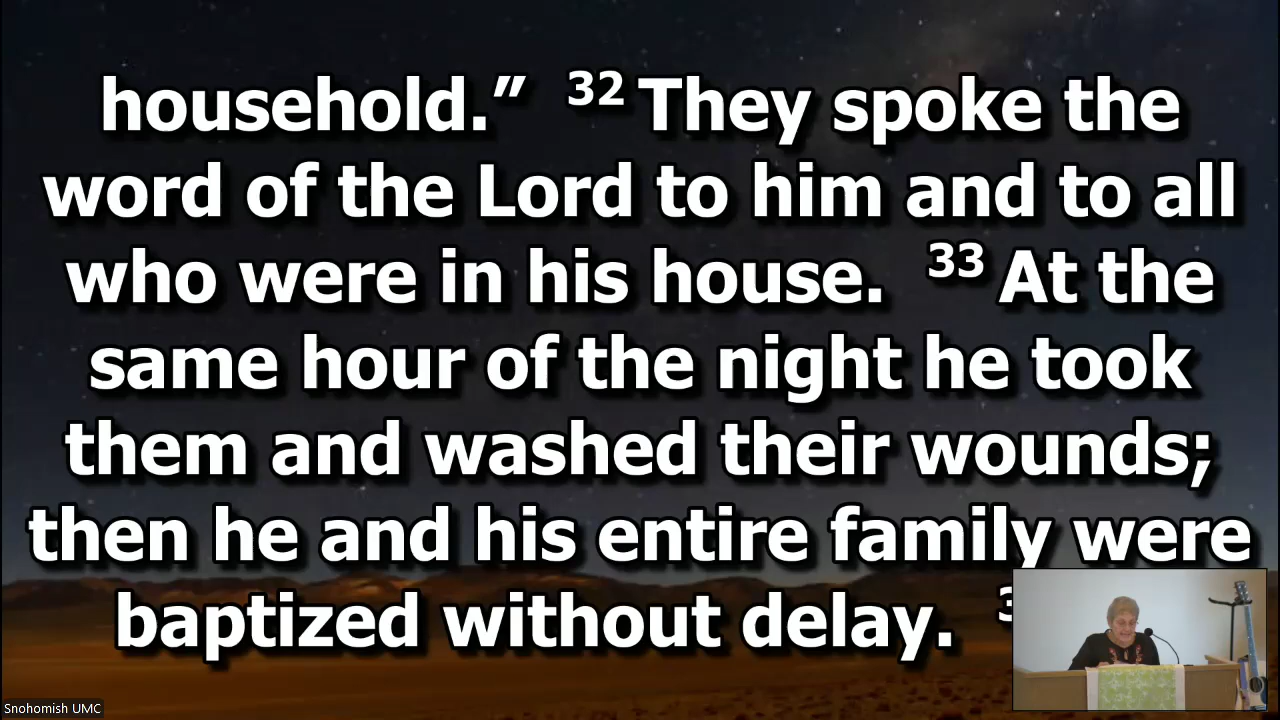 household.” 32 They spoke the
word of the Lord to him and to all
who were in his house. 33 At the
same hour of the night he took
them and washed their wounds;
then he and his entire family were
baptized without delay.
Snohomish UMC